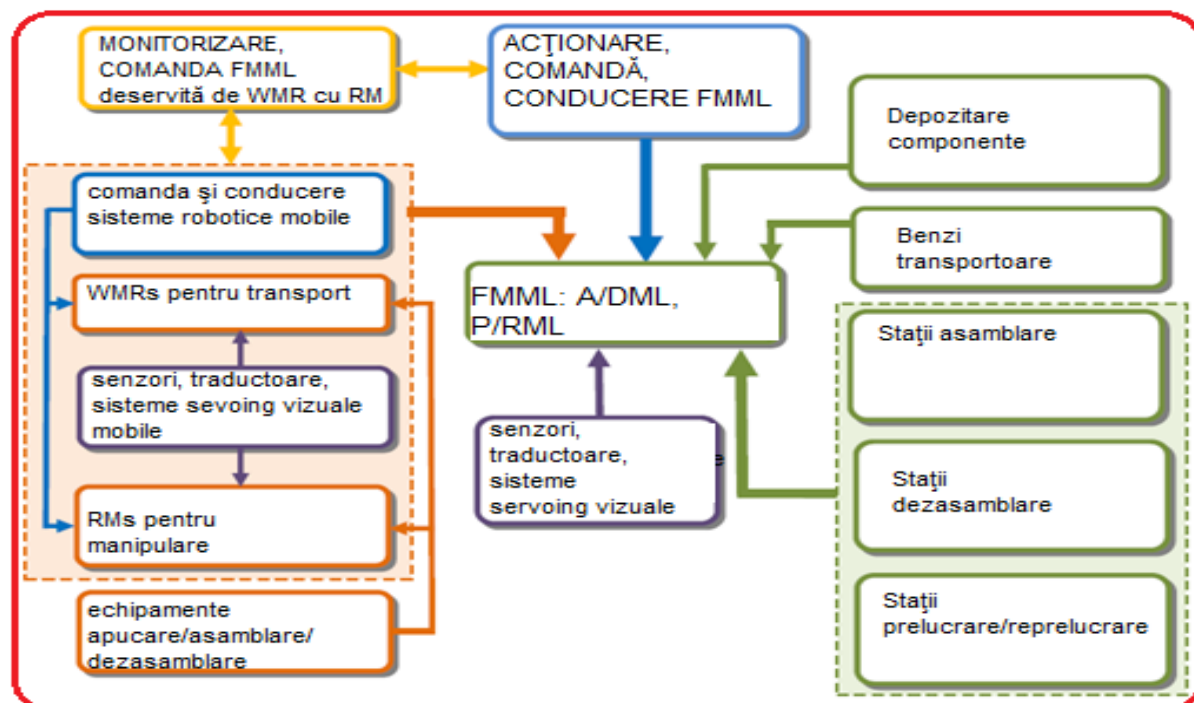 MONITORIZARE,
COMANDA FMML
deservită de WMR cu RM
ACŢIONARE,
COMANDĂ,
CONDUCERE FMML
Depozitare
componente
comanda şi conducere
sisteme robotice mobile
Benzi
transportoare
WMRs pentru transport
FMML: A/DML,
P/RML
Staţii asamblare
senzori, traductoare,
sisteme sevoing vizuale
mobile
senzori,
traductoare,
sisteme
servoing vizuale
Staţii
dezasamblare
RMs pentru
manipulare
echipamente
apucare/asamblare/
dezasamblare
Staţii
prelucrare/reprelucrare